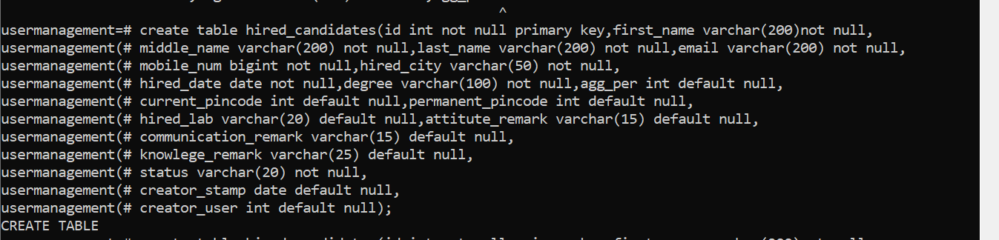 ^
usermanagement=# create table hired_candidates(id int not null primary key,first_name varchar(200)not null,
usermanagement(# middle_name varchar(200) not null,last_name varchar(200) not null,email varchar(200) not null,
usermanagement(# mobile_num bigint not null,hired_city varchar(50) not null,
usermanagement(# hired_date date not null,degree varchar(100) not null,agg_per int default null,
usermanagement(# current_pincode int default null,permanent_pincode int default null,
usermanagement(# hired_lab varchar(20) default null,attitute_remark varchar(15) default null,
usermanagement(# communication_remark varchar(15) default null,
usermanagement(# knowlege_remark varchar(25) default null,
usermanagement(# status varchar(20) not null,
usermanagement(# creator_stamp date default null,
usermanagement(# creator_user int default null);
CREATE TABLE